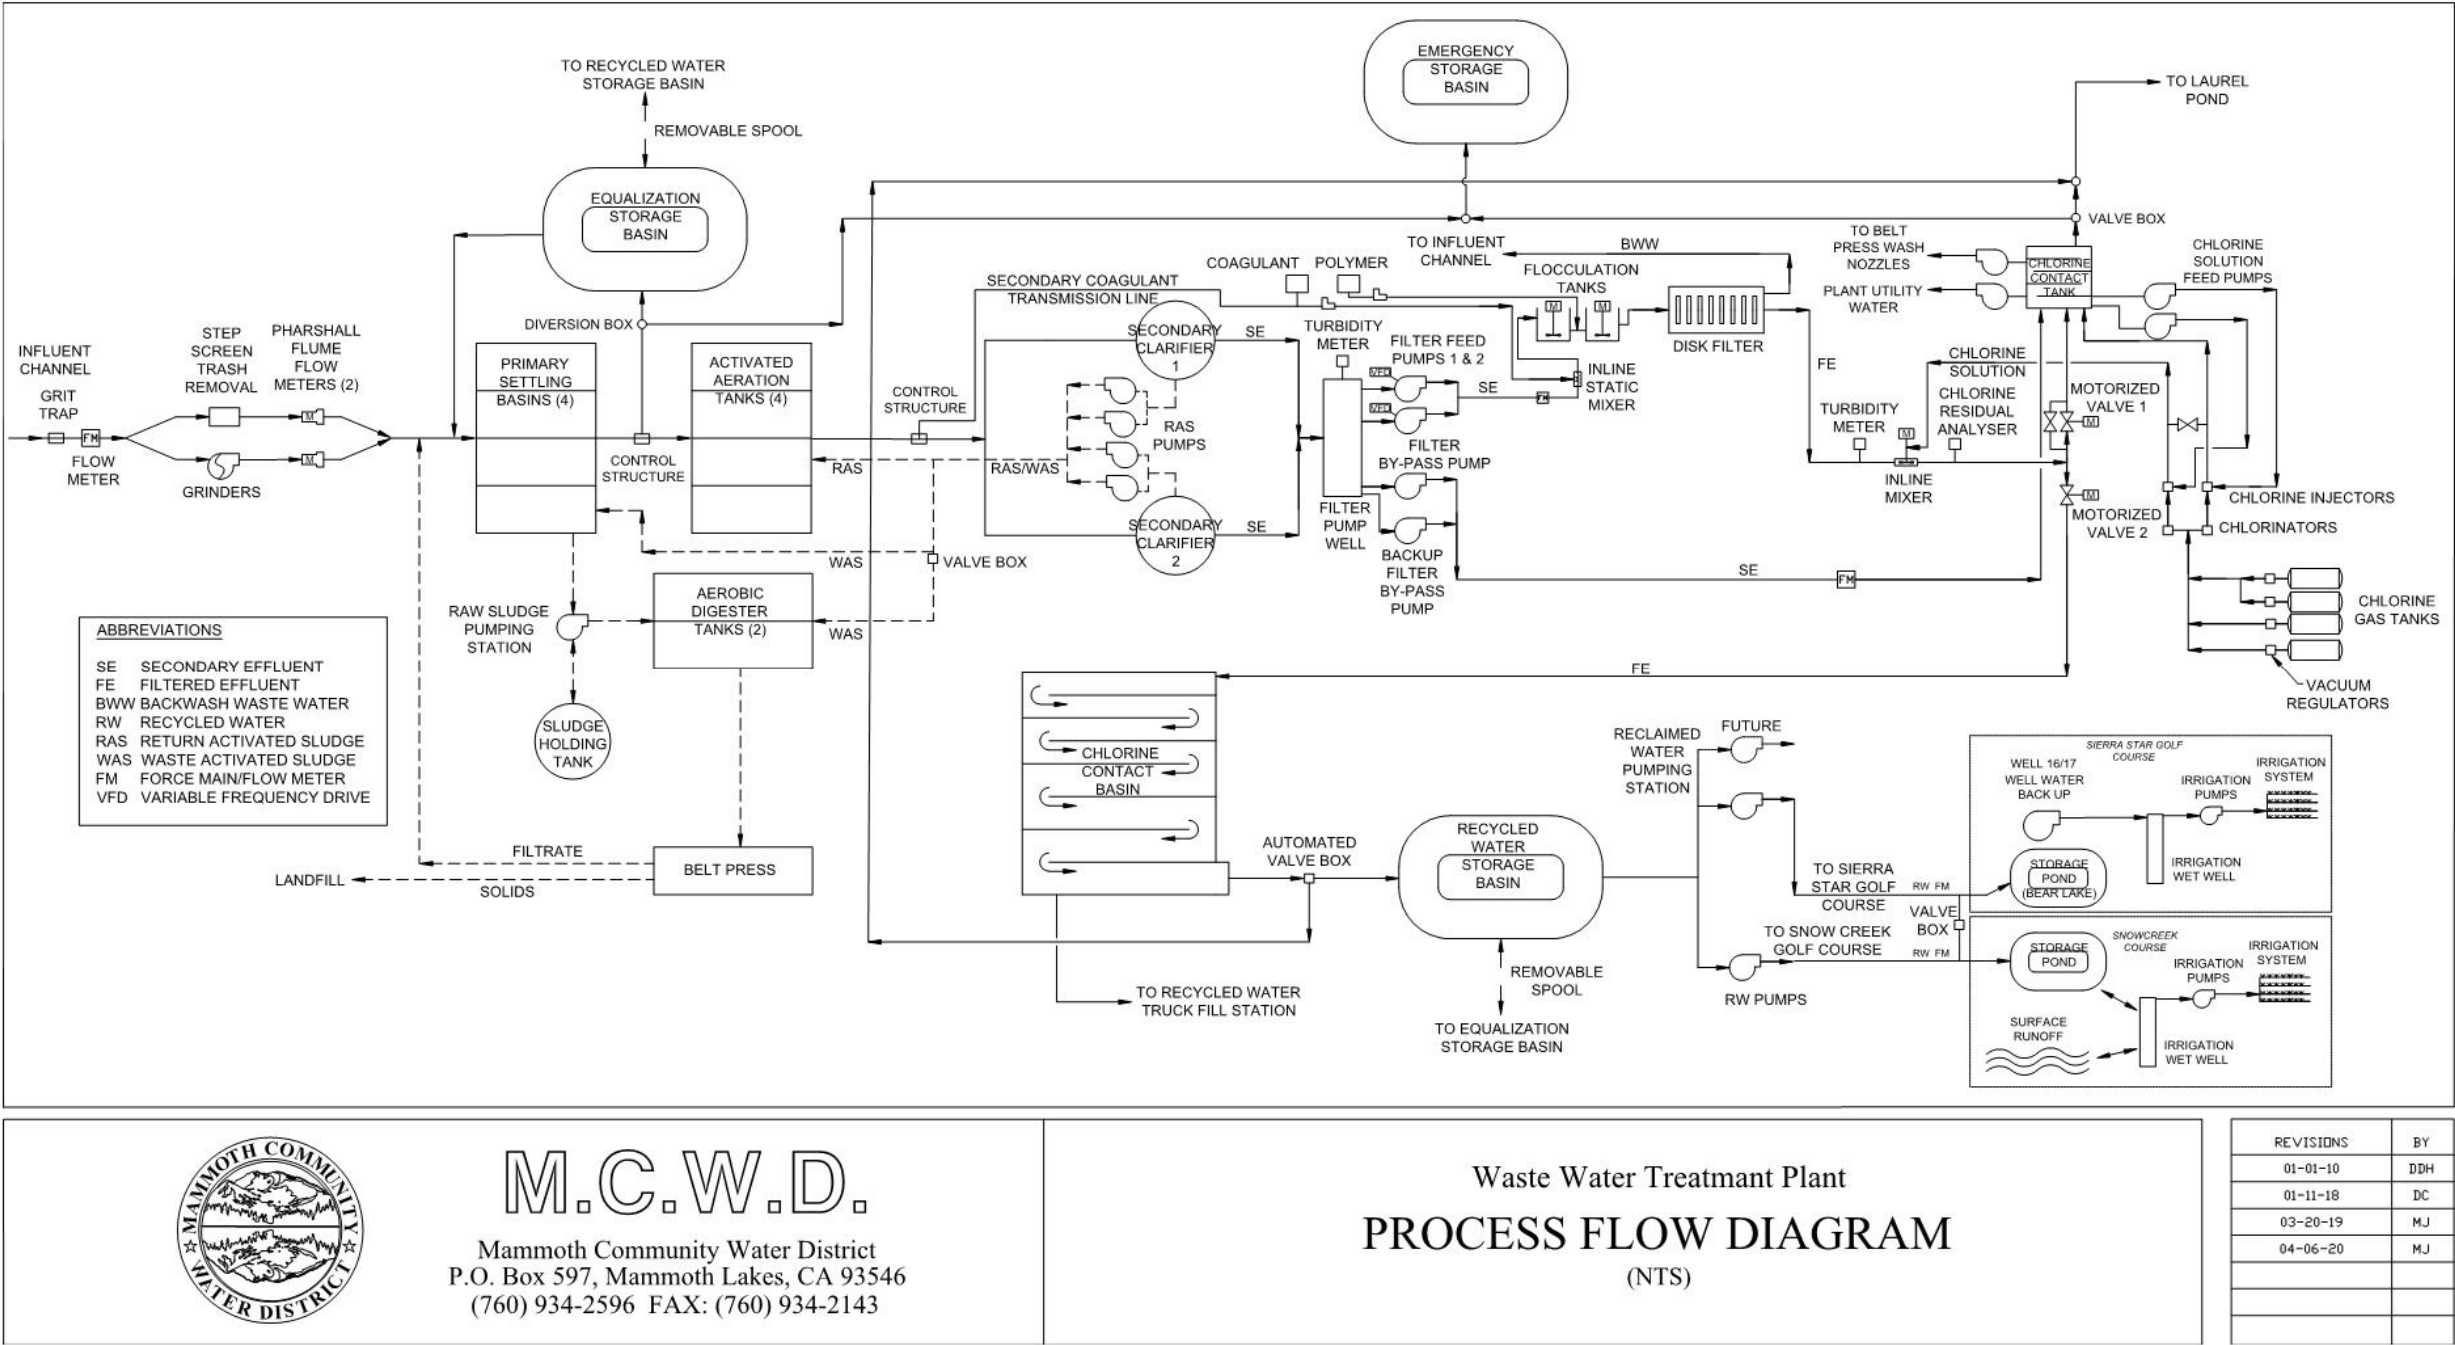 TO RECYCLED WATER
STORAGE BASIN
REMOVABLE SPOOL
EQUALIZATION
STORAGE
BASIN
DIVERSION BOX
INFLUENT
CHANNEL
GRIT
TRAP
FM
FLOW
METER
STEP
SCREEN
TRASH
REMOVAL
PHARSHALL
FLUME
FLOW
METERS (2)
M
M
GRINDERS
PRIMARY
SETTLING
BASINS (4)
CONTROL
STRUCTURE
ACTIVATED
AERATION
TANKS (4)
CONTROL
STRUCTURE
RAS
RAS/WAS
WAS
VALVE BOX
WAS
RAW SLUDGE
PUMPING
STATION
AEROBIC
DIGESTER
TANKS (2)
SLUDGE
HOLDING
TANK
FILTRATE
LANDFILL
SOLIDS
BELT PRESS
ABBREVIATIONS
SE SECONDARY EFFLUENT
FE FILTERED EFFLUENT
BWW BACKWASH WASTE WATER
RW RECYCLED WATER
RAS RETURN ACTIVATED SLUDGE
WAS WASTE ACTIVATED SLUDGE
FM FORCE MAIN/FLOW METER
VFD VARIABLE FREQUENCY DRIVE
EMERGENCY
STORAGE
BASIN
SECONDARY COAGULANT
TRANSMISSION LINE
SECONDARY
CLARIFIER
1
SE
RAS
PUMPS
SECONDARY
CLARIFIER
2
SE
COAGULANT
POLYMER
TO INFLUENT
CHANNEL
BWW
FLOCCULATION
TANKS
M
M
DISK FILTER
TURBIDITY
METER
FILTER FEED
PUMPS 1 & 2
VFD
VFD
SE
FM
INLINE
STATIC
MIXER
FILTER
BY-PASS PUMP
FILTER
PUMP
WELL
BACKUP
FILTER
BY-PASS
PUMP
SE
FM
FE
TO LAUREL
POND
VALVE BOX
TO BELT
PRESS WASH
NOZZLES
PLANT UTILITY
WATER
CHLORINE
CONTACT
TANK
CHLORINE
SOLUTION
FEED PUMPS
CHLORINE
SOLUTION
TURBIDITY
METER
M
INLINE
MIXER
CHLORINE
RESIDUAL
ANALYSER
MOTORIZED
VALVE 1
M
M
MOTORIZED
VALVE 2
CHLORINE INJECTORS
CHLORINATORS
CHLORINE
GAS TANKS
VACUUM
REGULATORS
FE
CHLORINE
CONTACT
BASIN
TO RECYCLED WATER
TRUCK FILL STATION
AUTOMATED
VALVE BOX
RECYCLED
WATER
STORAGE
BASIN
REMOVABLE
SPOOL
TO EQUALIZATION
STORAGE BASIN
RECLAIMED
WATER
PUMPING
STATION
FUTURE
TO SIERRA
STAR GOLF
COURSE
RW FM
VALVE
BOX
TO SNOW CREEK
GOLF COURSE
RW FM
RW PUMPS
SIERRA STAR GOLF
COURSE
WELL 16/17
WELL WATER
BACK UP
IRRIGATION
PUMPS
IRRIGATION
SYSTEM
STORAGE
POND
(BEAR LAKE)
IRRIGATION
WET WELL
SNOWCREEK
COURSE
STORAGE
POND
IRRIGATION
PUMPS
IRRIGATION
SYSTEM
SURFACE
RUNOFF
IRRIGATION
WET WELL
MAMMOTH COMMUNITY
WATER DISTRICT
M.C.W.D.
Mammoth Community Water District
P.O. Box 597, Mammoth Lakes, CA 93546
(760) 934-2596 FAX: (760) 934-2143
Waste Water Treatmant Plant
PROCESS FLOW DIAGRAM
(NTS)
REVISIONS BY
01-01-10 DDH
01-11-18 DC
03-20-19 MJ
04-06-20 MJ